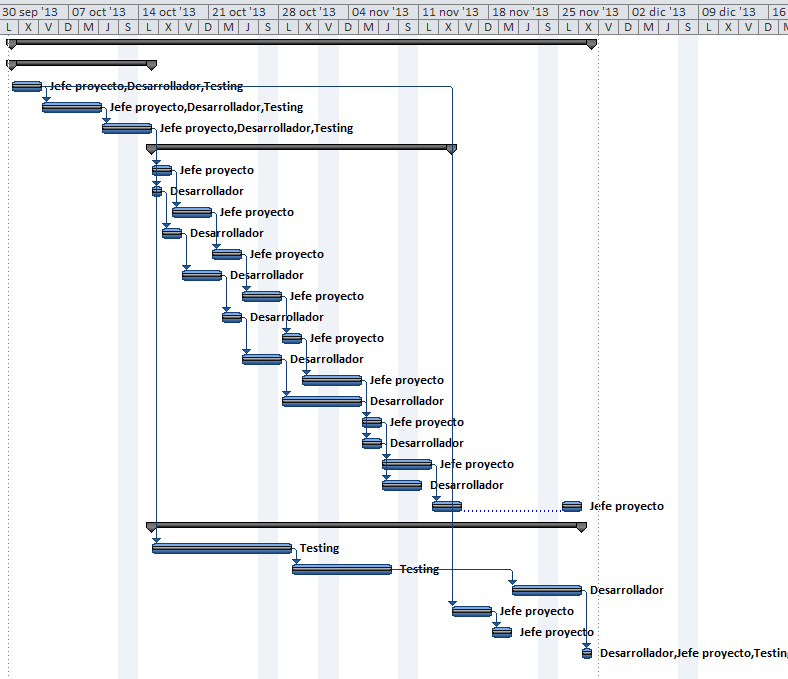 30 sep '13 07 oct '13 14 oct '13 21 oct '13 28 oct '13 04 nov '13 11 nov '13 18 nov '13 25 nov '13 02 dic '13 09 dic '13 16
L X V D M J S L X V D M J S L X V D M J S L X V D M J S L X V D M J S L X V D M
Jefe proyecto,Desarrollador,Testing
Jefe proyecto,Desarrollador,Testing
Jefe proyecto,Desarrollador,Testing
Jefe proyecto
Desarrollador
Jefe proyecto
Desarrollador
Jefe proyecto
Desarrollador
Jefe proyecto
Desarrollador
Jefe proyecto
Desarrollador
Jefe proyecto
Desarrollador
Jefe proyecto
Desarrollador
Jefe proyecto
Desarrollador
Jefe proyecto
Testing
Testing
Desarrollador
Jefe proyecto
Jefe proyecto
Desarrollador,Jefe proyecto,Testing